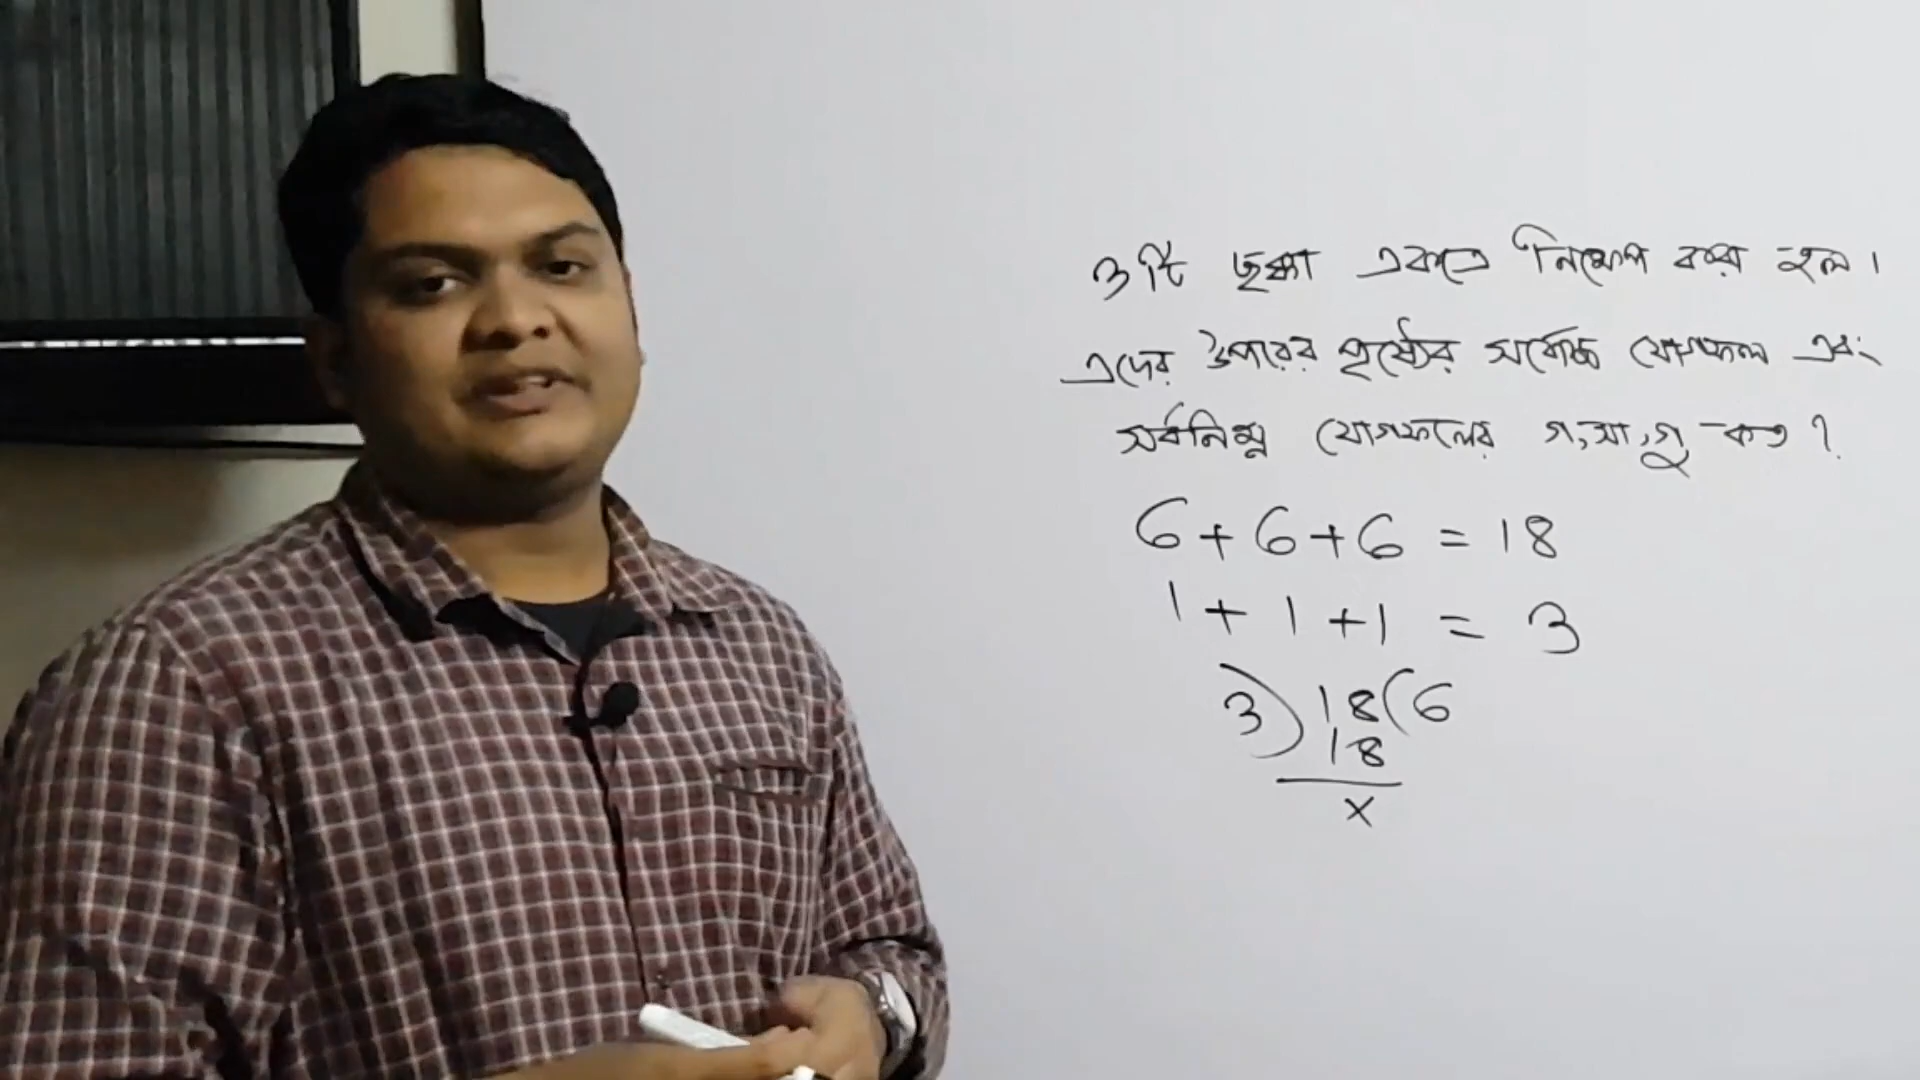 ৩টি ছক্কা একত্রে নিক্ষেপ করা হল।
এদের উপরের পৃষ্ঠের সর্বোচ্চ যোগফল এবং
সর্বনিম্ন যোগফলের গ,সা,গু কত ?
6 + 6 + 6 = 18
1 + 1 + 1 = 3
3) 18 (6
18
x